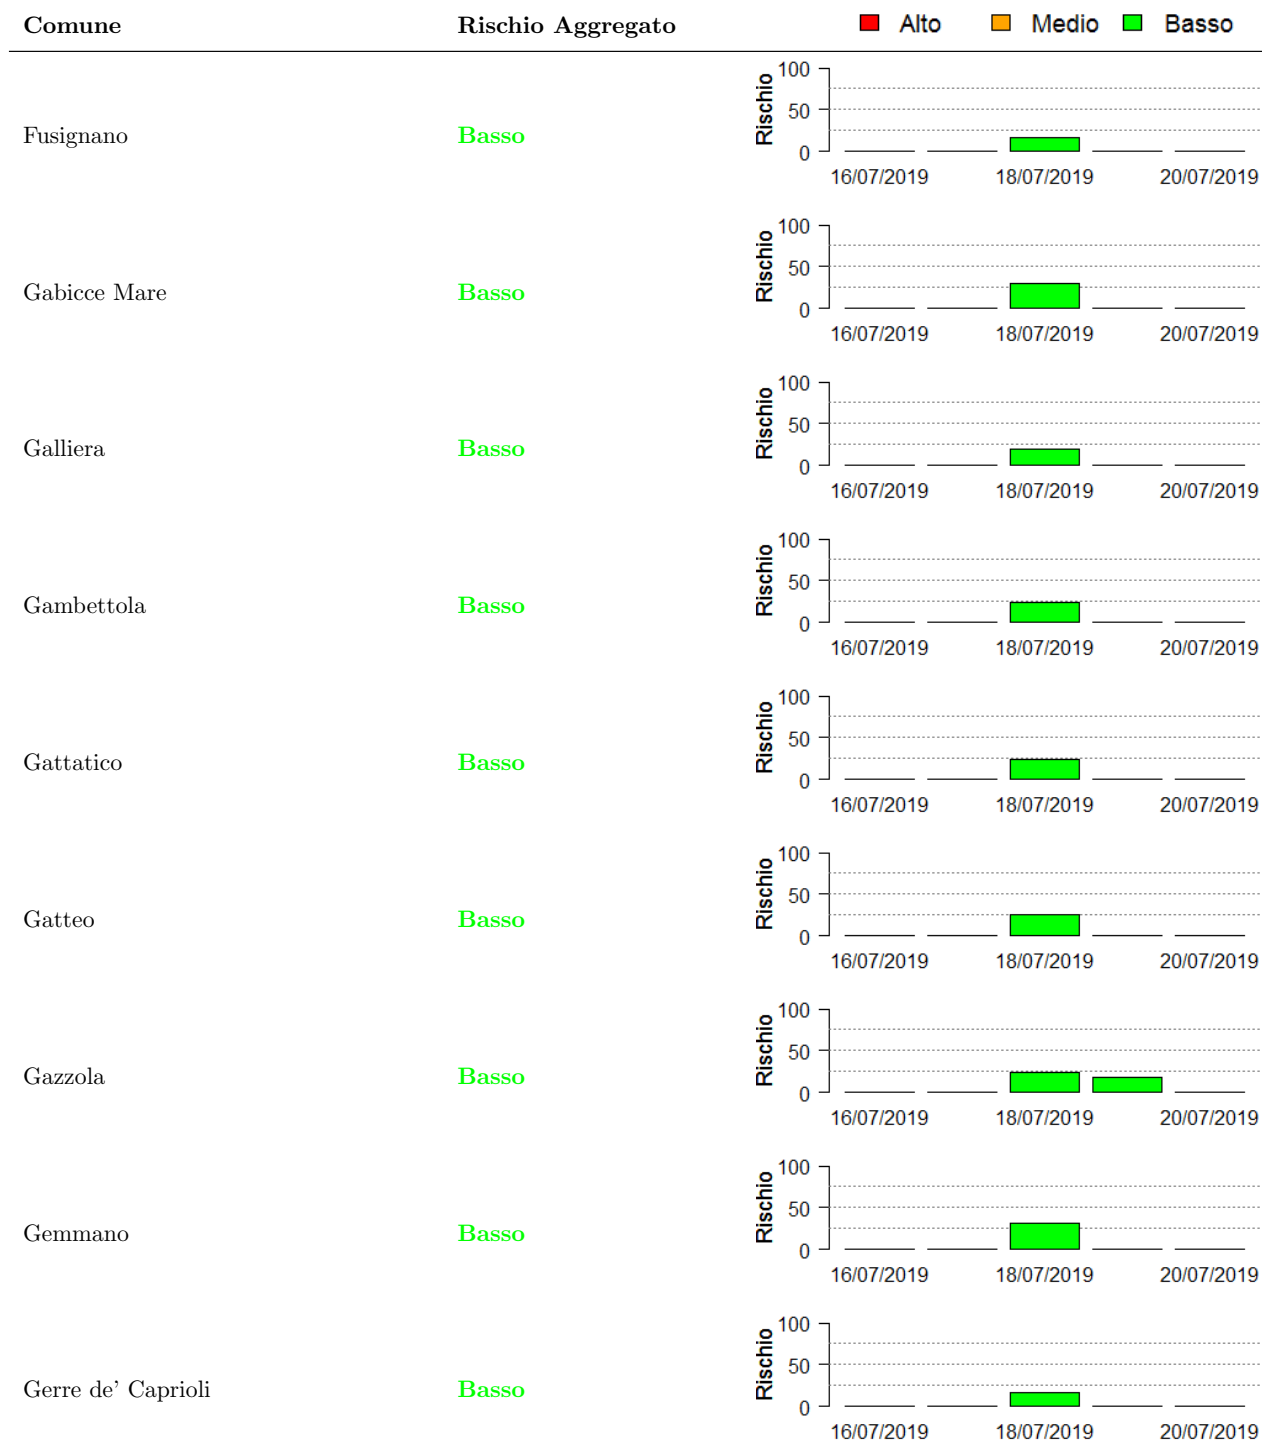 Comune Rischio Aggregato Alto Medio Basso
Fusignano Basso Rischio 100 50 0
16/07/2019 18/07/2019 20/07/2019
Gabicce Mare Basso Rischio 100 50 0
16/07/2019 18/07/2019 20/07/2019
Galliera Basso Rischio 100 50 0
16/07/2019 18/07/2019 20/07/2019
Gambettola Basso Rischio 100 50 0
16/07/2019 18/07/2019 20/07/2019
Gattatico Basso Rischio 100 50 0
16/07/2019 18/07/2019 20/07/2019
Gatteo Basso Rischio 100 50 0
16/07/2019 18/07/2019 20/07/2019
Gazzola Basso Rischio 100 50 0
16/07/2019 18/07/2019 20/07/2019
Gemmano Basso Rischio 100 50 0
16/07/2019 18/07/2019 20/07/2019
Gerre de' Caprioli Basso Rischio 100 50 0
16/07/2019 18/07/2019 20/07/2019